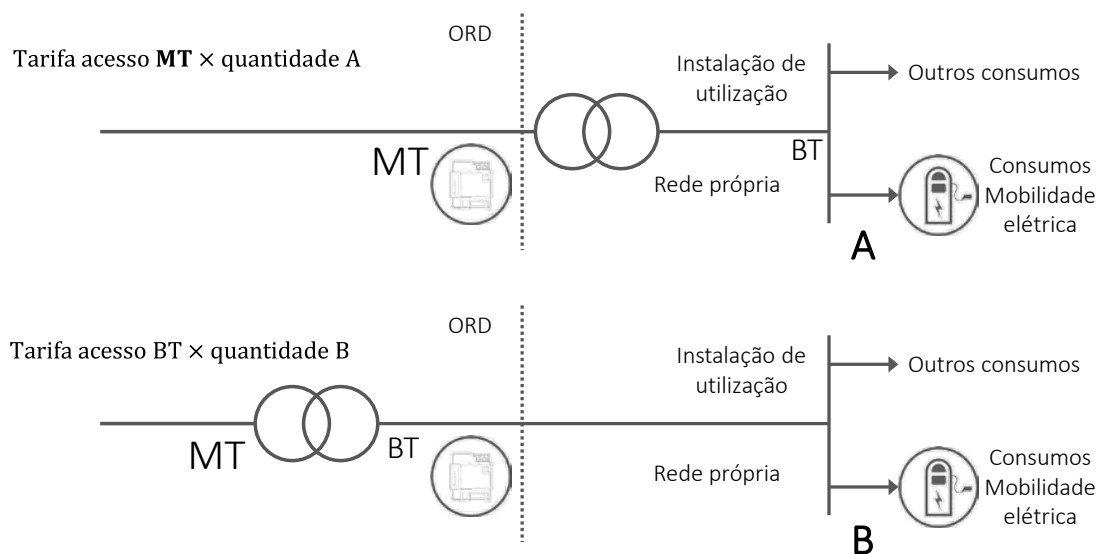 ORD
Tarifa acesso MT × quantidade A
Instalação de
utilização
Outros consumos
MT
BT
Rede própria
Consumos
Mobilidade
elétrica
A
ORD
Tarifa acesso BT × quantidade B
Instalação de
utilização
Outros consumos
MT
BT
Rede própria
Consumos
Mobilidade
elétrica
B